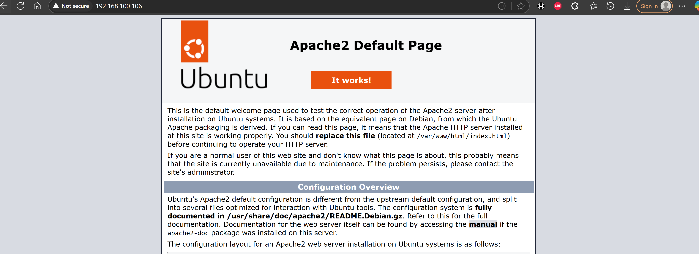 Not secure 192.168.100.106
Sign in
Apache2 Default Page
Ubuntu
It works!
This is the default welcome page used to test the correct operation of the Apache2 server after
installation on Ubuntu systems. It is based on the equivalent page on Debian, from which the Ubuntu
Apache packaging is derived. If you can read this page, it means that the Apache HTTP server installed
at this site is working properly. You should replace this file (located at /var/www/html/index.html)
before continuing to operate your HTTP server.
If you are a normal user of this web site and don't know what this page is about, this probably means
that the site is currently unavailable due to maintenance. If the problem persists, please contact the
site's administrator.
Configuration Overview
Ubuntu's Apache2 default configuration is different from the upstream default configuration, and split
into several files optimized for interaction with Ubuntu tools. The configuration system is fully
documented in /usr/share/doc/apache2/README.Debian.gz. Refer to this for the full
documentation. Documentation for the web server itself can be found by accessing the manual if the
apache2-doc package was installed on this server.
The configuration layout for an Apache2 web server installation on Ubuntu systems is as follows: